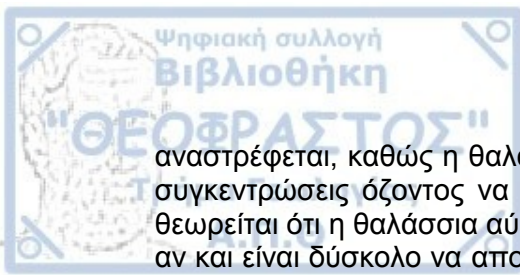 Ψηφιακή συλλογή
Βιβλιοθήκη
"ΘΕΟΦΡΑΣΤΟΣ"
αναστρέφεται, καθώς η θαλ
συγκεντρώσεις όζοντος να
θεωρείται ότι η θαλάσσια αύ
αν και είναι δύσκολο να απο